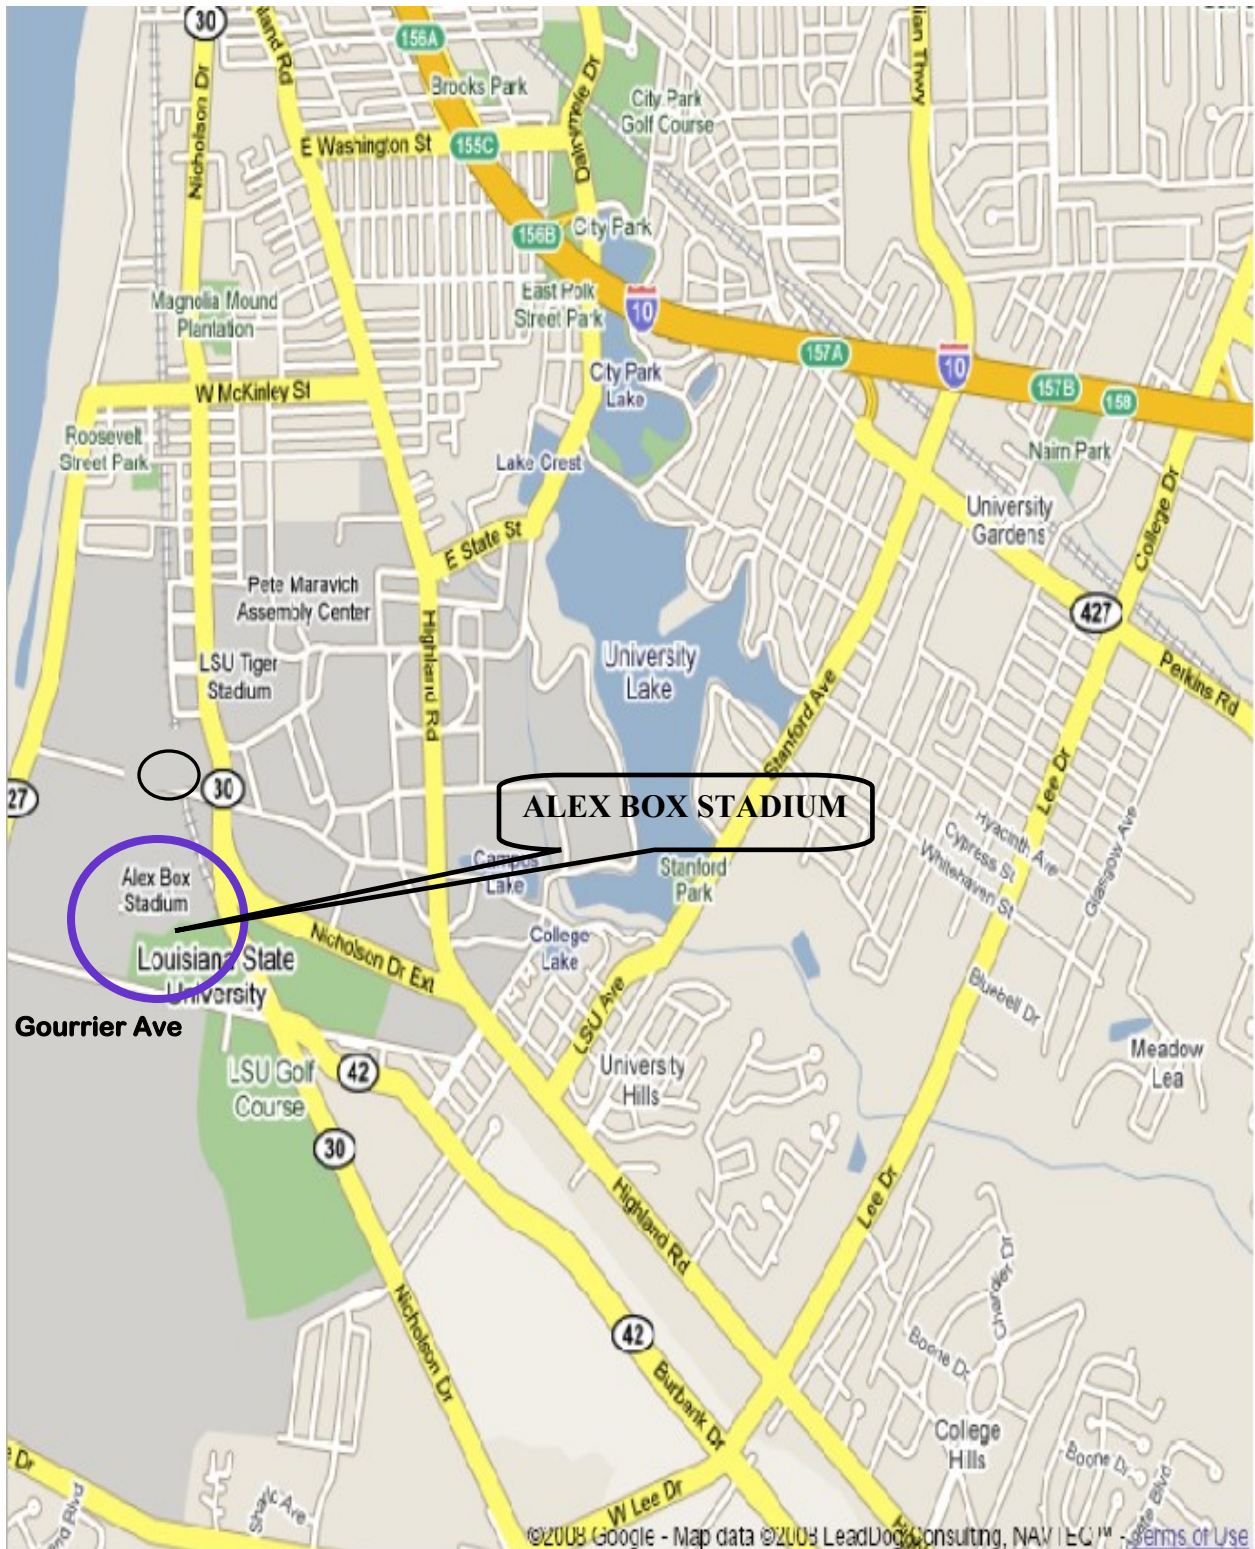 30
156A
Brooks Park
City Park
Golf Course
Nicholson Dr
E Washington St
155C
Dalrymple Dr
156B
City Park
Magnolia Mound
Plantation
East Polk
Street Park
10
157A
10
157B
158
City Park
Lake
W McKinley St
Roosevelt
Street Park
Lake Crest
Nairn Park
University
Gardens
College Dr
E State St
Pete Maravich
Assembly Center
427
Highland Rd
LSU Tiger
Stadium
University
Lake
Perkins Rd
Stanford Ave
30
27
Lee Dr
ALEX BOX STADIUM
Hyacinth Ave
Cypress St
Whitehaven St
Glasgow Ave
Campus
Lake
Stanford
Park
Alex Box
Stadium
Nicholson Dr Ext
College
Lake
Louisiana State
University
Bluebell Dr
LSU Ave
Gourrier Ave
Meadow
Lea
University
Hills
LSU Golf
Course
42
30
Lee Dr
Highland Rd
Chandler Dr
Nicholson Dr
42
Boone Dr
Burbank Dr
College
Hills
Boone Dr
W Lee Dr
©2008 Google - Map data ©2008 LeadDog Consulting, NAVTEQ™ - Terms of Use